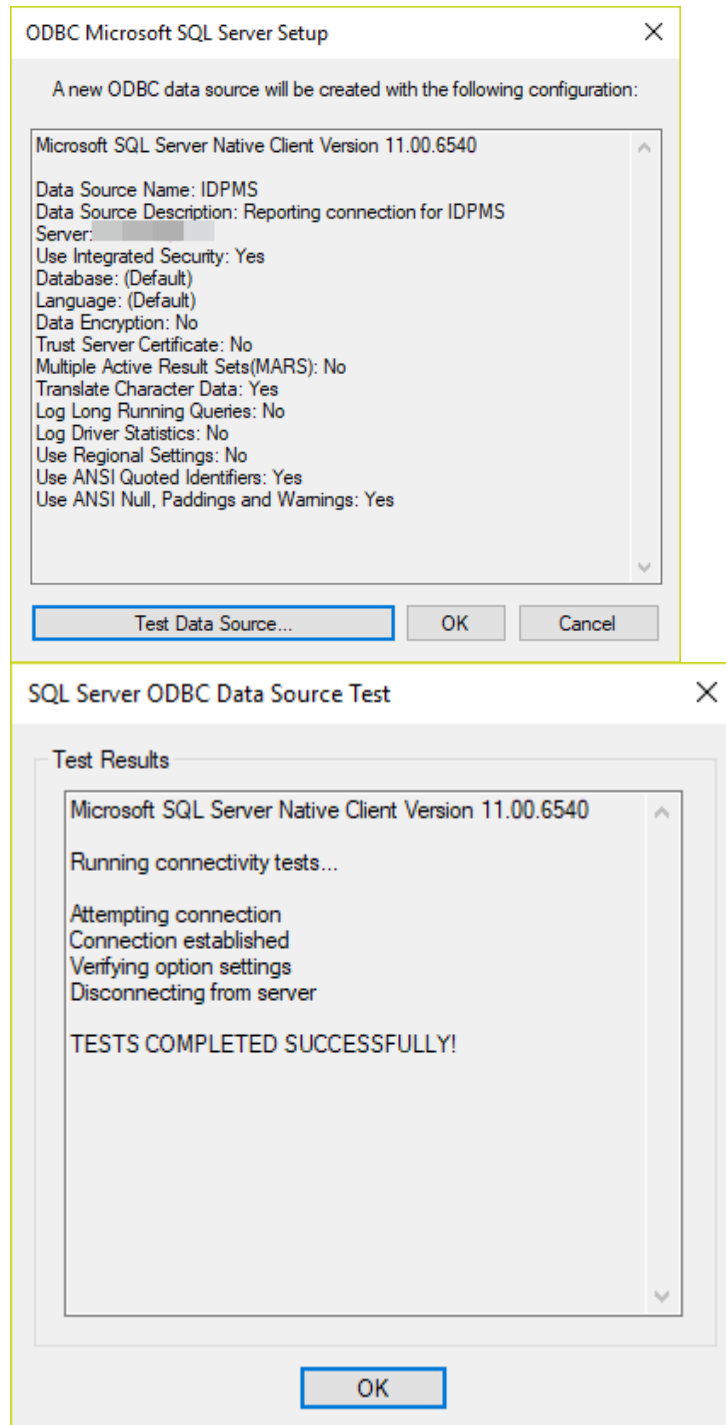 ODBC Microsoft SQL Server Setup
A new ODBC data source will be created with the following configuration:
Microsoft SQL Server Native Client Version 11.00.6540
Data Source Name: IDPMS
Data Source Description: Reporting connection for IDPMS
Server:
Use Integrated Security: Yes
Database: (Default)
Language: (Default)
Data Encryption: No
Trust Server Certificate: No
Multiple Active Result Sets(MARS): No
Translate Character Data: Yes
Log Long Running Queries: No
Log Driver Statistics: No
Use Regional Settings: No
Use ANSI Quoted Identifiers: Yes
Use ANSI Null, Paddings and Warnings: Yes
Test Data Source... OK Cancel
SQL Server ODBC Data Source Test
Test Results
Microsoft SQL Server Native Client Version 11.00.6540
Running connectivity tests...
Attempting connection
Connection established
Verifying option settings
Disconnecting from server
TESTS COMPLETED SUCCESSFULLY!
OK